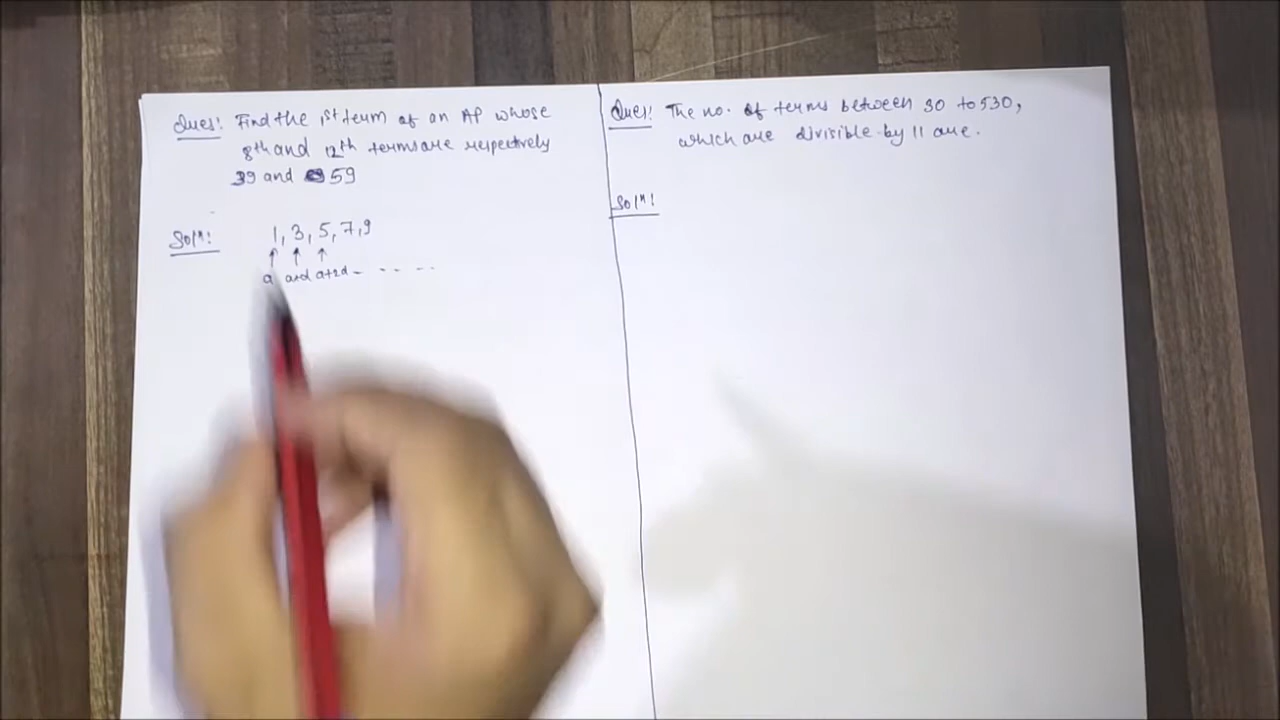 Ques: Find the 1st term of an AP whose
8th and 12th terms are respectively
39 and 59
Soln:
1, 3, 5, 7, 9
a a+d a+2d - - - - -
Ques: The no. of terms between 30 to 530,
which are divisible by 11 are.
Soln: